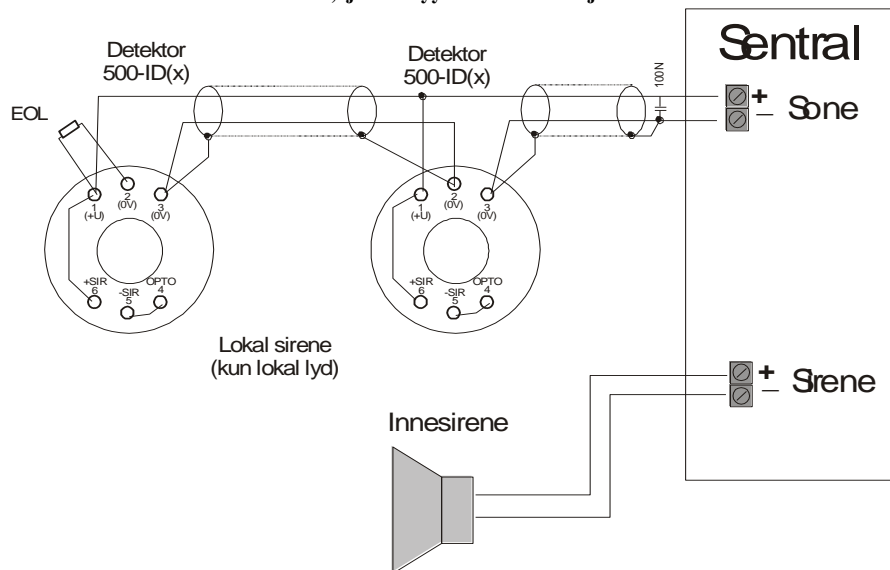 Sentral
Detektor
500-ID(x)
Detektor
500-ID(x)
100N
EOL
+
– Sone
1
(+U)
2
(0V)
3
(0V)
1
(+U)
2
(0V)
3
(0V)
+SIR
6
-SIR
5
OPTO
4
+SIR
6
-SIR
5
OPTO
4
Lokal sirene
(kun lokal lyd)
+
– Sirene
Innesirene